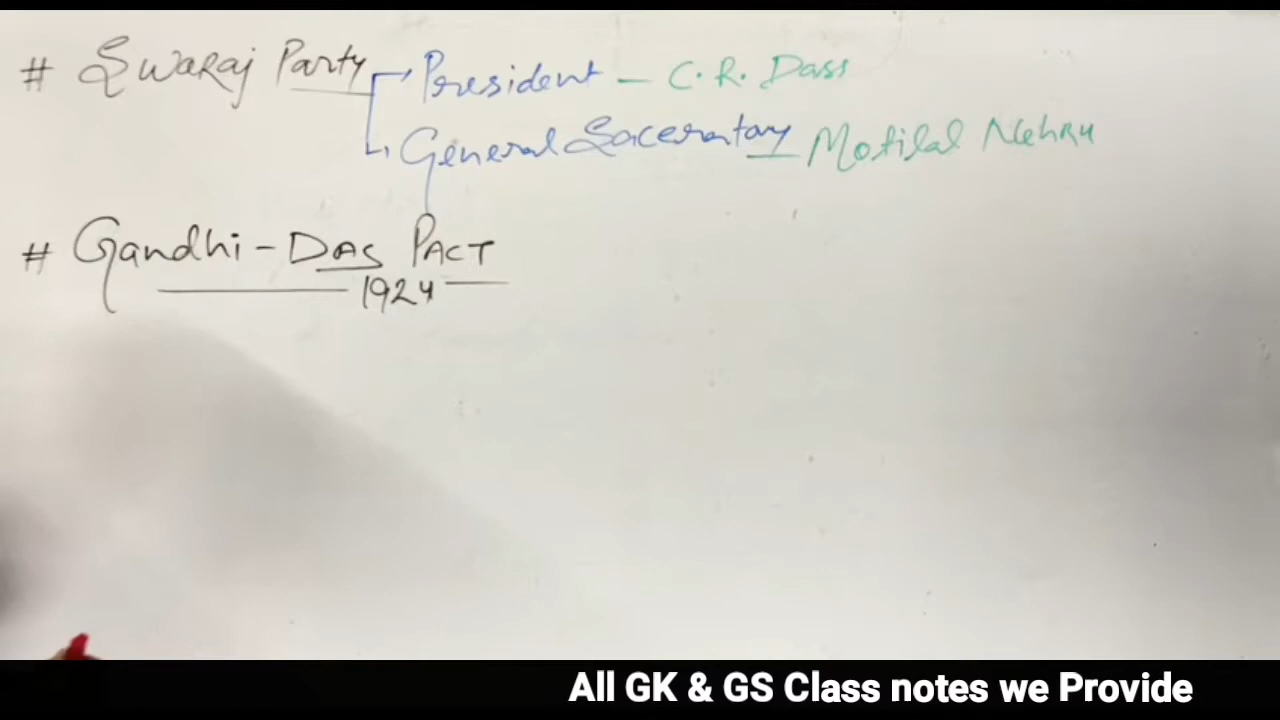 # Swaraj Party
President - C. R. Dass
General Saceratary - Motilal Nehru
# Gandhi - Das Pact
1924
All GK & GS Class notes we Provide